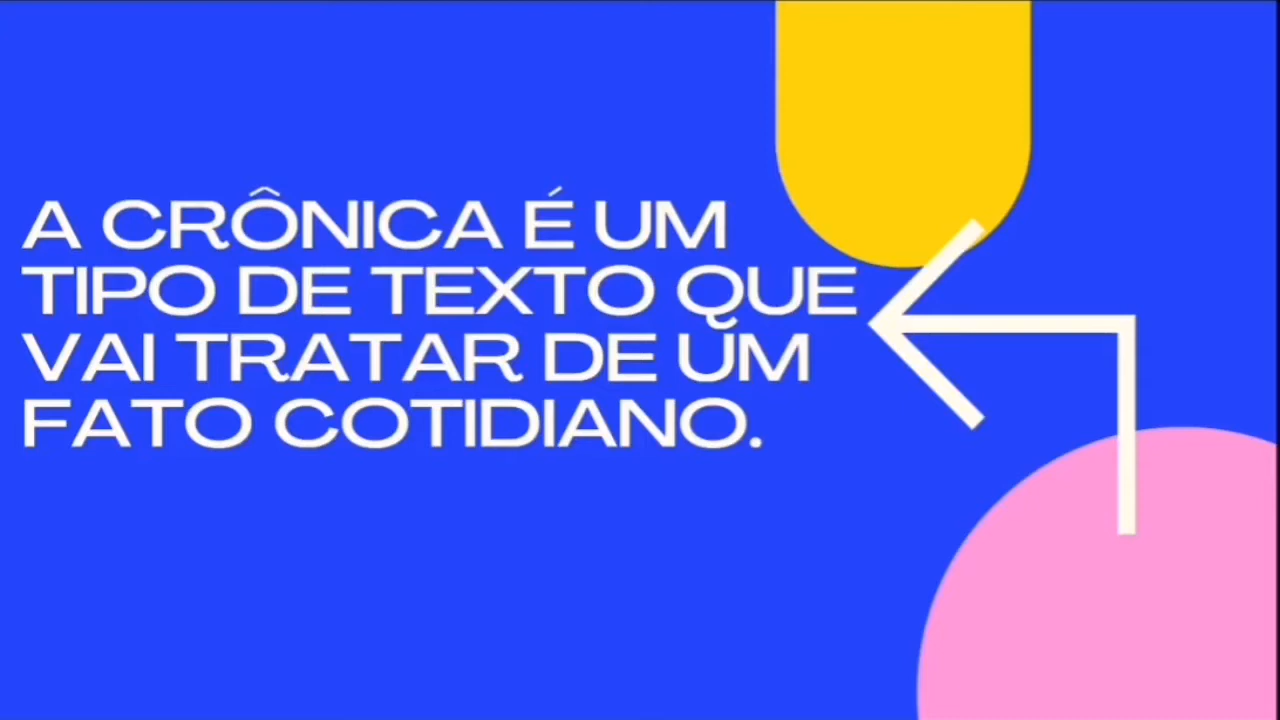 A CRÔNICA É UM
TIPO DE TEXTO QUE
VAI TRATAR DE UM
FATO COTIDIANO.